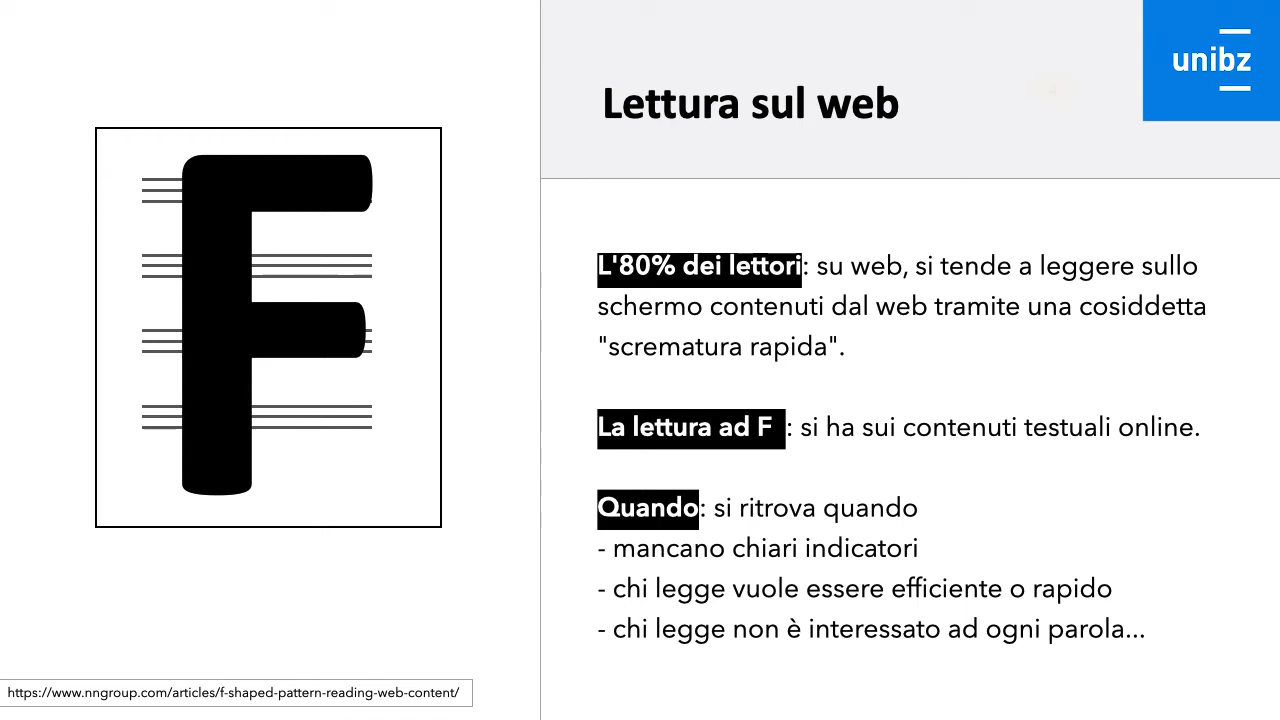 unibz
Lettura sul web
F
L'80% dei lettori: su web, si tende a leggere sullo
schermo contenuti dal web tramite una cosiddetta
"scrematura rapida".
La lettura ad F : si ha sui contenuti testuali online.
Quando: si ritrova quando
- mancano chiari indicatori
- chi legge vuole essere efficiente o rapido
- chi legge non è interessato ad ogni parola...
https://www.nngroup.com/articles/f-shaped-pattern-reading-web-content/